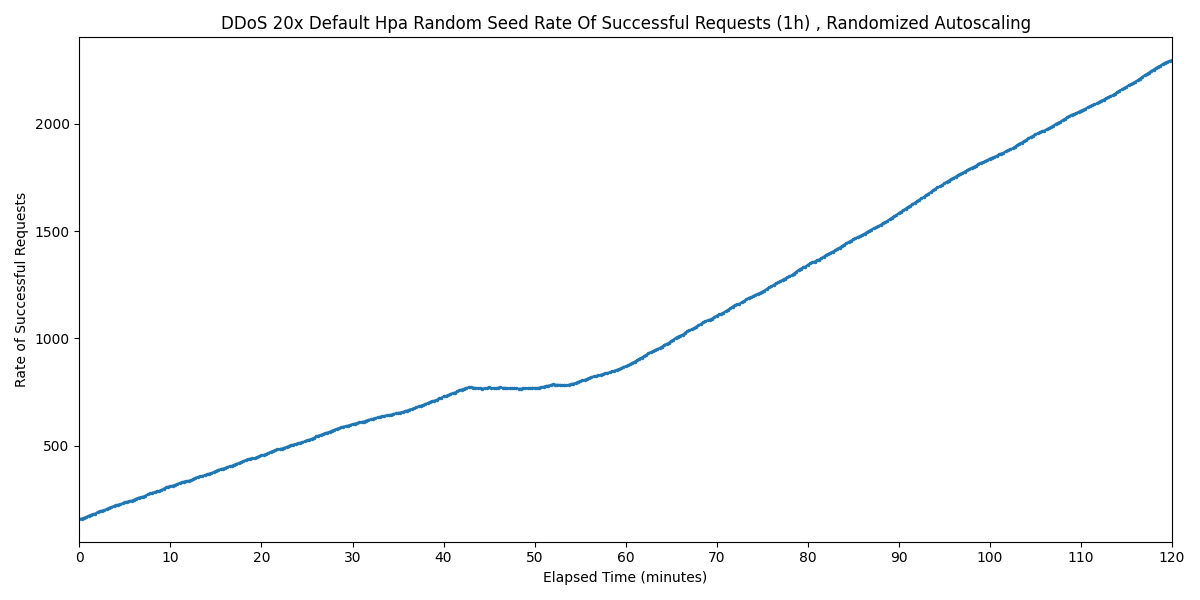 DDoS 20x Default Hpa Random Seed Rate Of Successful Requests (1h) , Randomized Autoscaling
Rate of Successful Requests
2000
1500
1000
500
0 10 20 30 40 50 60 70 80 90 100 110 120
Elapsed Time (minutes)